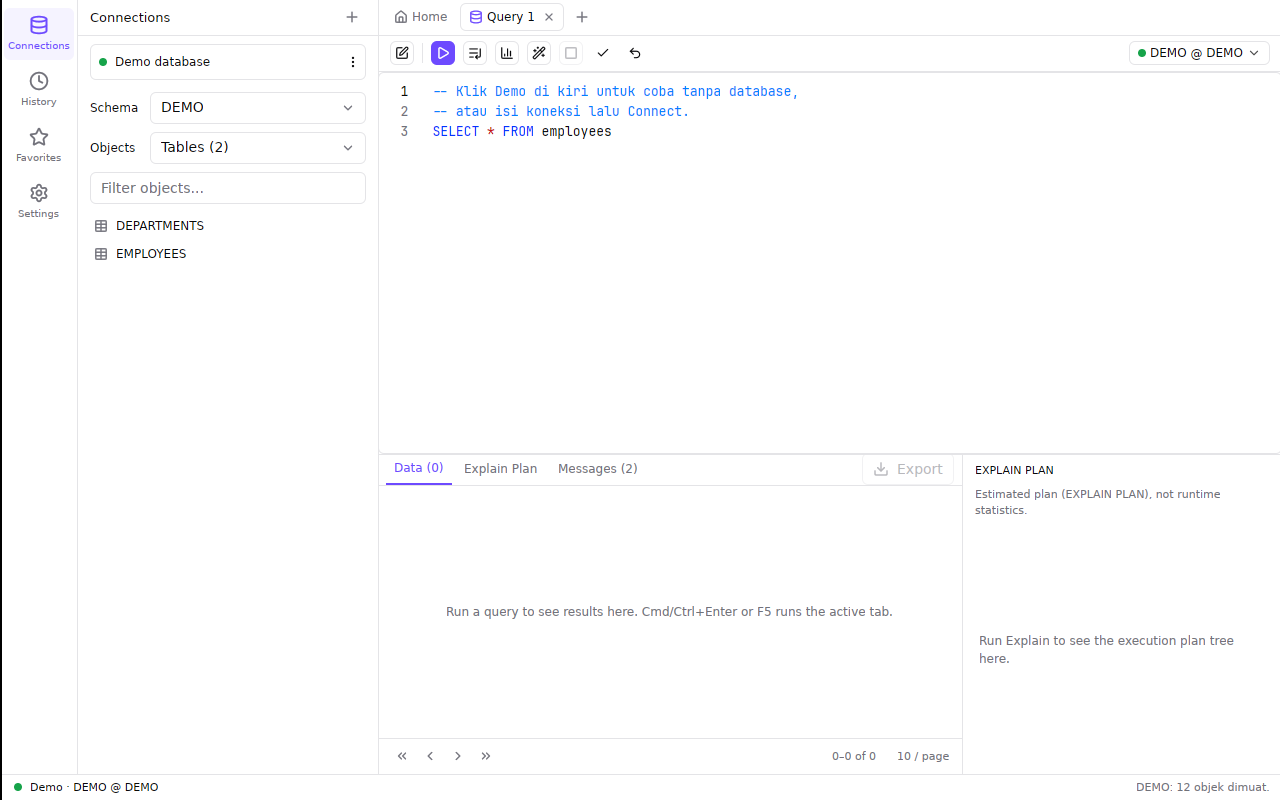 Connections
History
Favorites
Settings
Connections
Demo database
Schema
DEMO
Objects
Tables (2)
Filter objects...
DEPARTMENTS
EMPLOYEES
Home
Query 1
DEMO @ DEMO
1 -- Klik Demo di kiri untuk coba tanpa database,
2 -- atau isi koneksi lalu Connect.
3 SELECT * FROM employees
Data (0)
Explain Plan
Messages (2)
Export
Run a query to see results here. Cmd/Ctrl+Enter or F5 runs the active tab.
0–0 of 0
10 / page
EXPLAIN PLAN
Estimated plan (EXPLAIN PLAN), not runtime
statistics.
Run Explain to see the execution plan tree
here.
Demo · DEMO @ DEMO
DEMO: 12 objek dimuat.